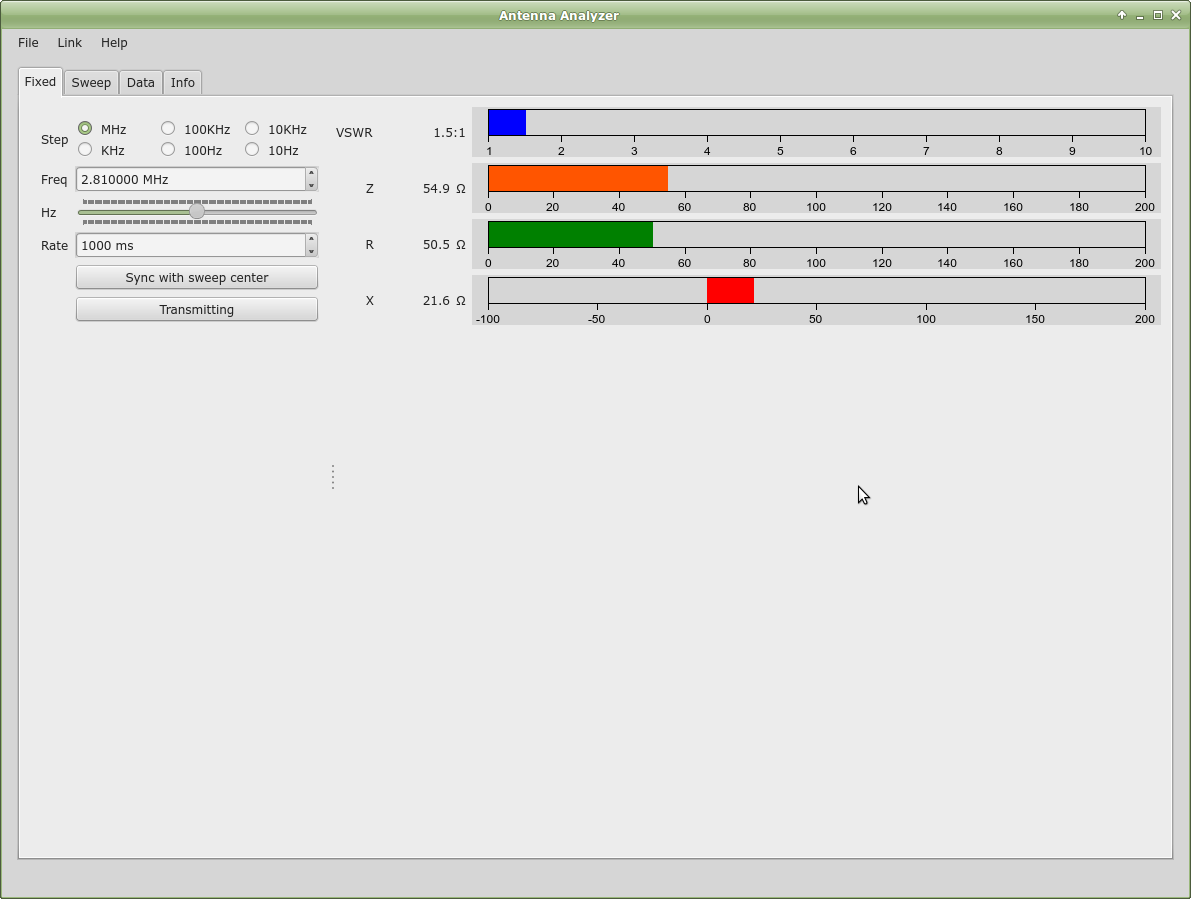 Antenna Analyzer
File Link Help
Fixed Sweep Data Info
Step MHz 100KHz 10KHz
KHz 100Hz 10Hz
Freq 2.810000 MHz
Hz
Rate 1000 ms
Sync with sweep center
Transmitting
VSWR 1.5:1
1 2 3 4 5 6 7 8 9 10
Z 54.9 Ω
0 20 40 60 80 100 120 140 160 180 200
R 50.5 Ω
0 20 40 60 80 100 120 140 160 180 200
X 21.6 Ω
-100 -50 0 50 100 150 200